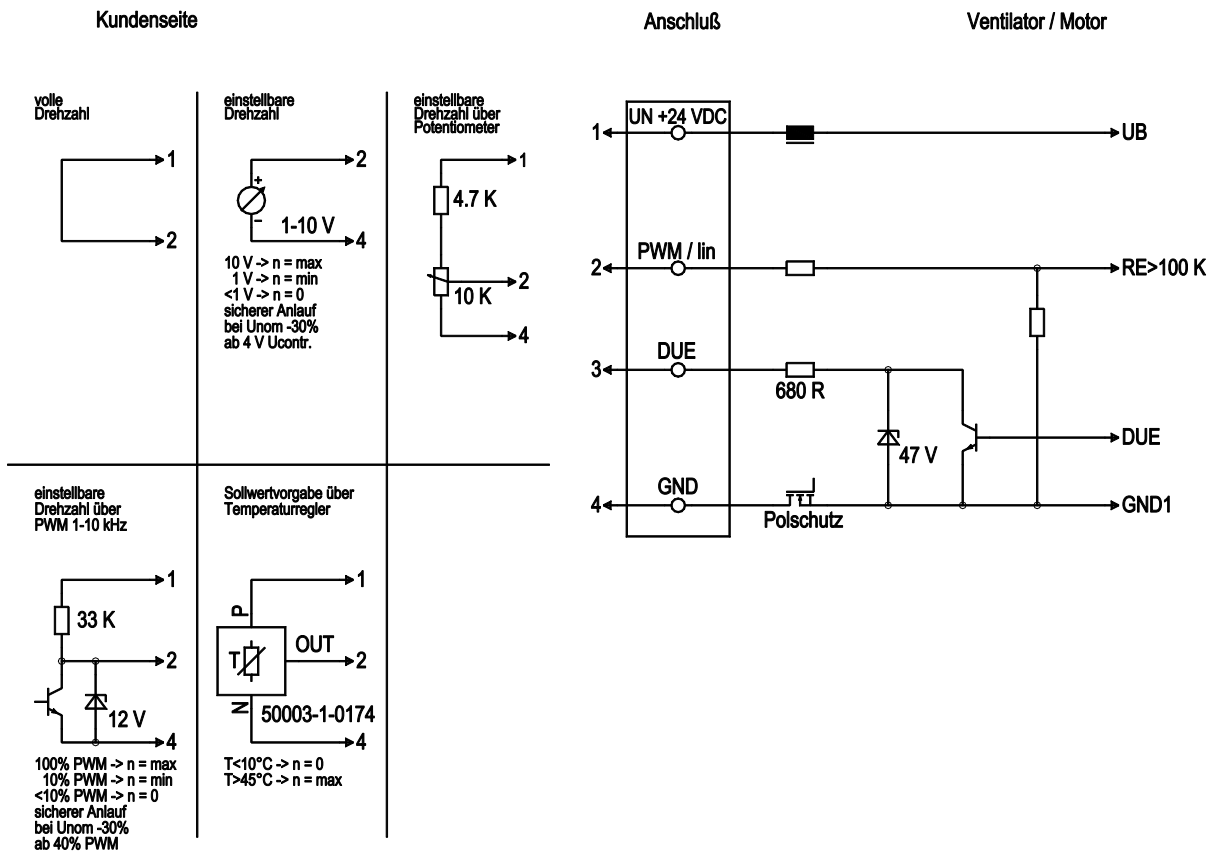 Kundenseite
Anschluß
Ventilator / Motor
volle
Drehzahl
1
2
einstellbare
Drehzahl
2
+
–
1-10 V
4
10 V -> n = max
1 V -> n = min
<1 V -> n = 0
sicherer Anlauf
bei Unom -30%
ab 4 V Ucontr.
einstellbare
Drehzahl über
Potentiometer
1
4.7 K
2
10 K
4
einstellbare
Drehzahl über
PWM 1-10 kHz
1
33 K
2
12 V
4
100% PWM -> n = max
10% PWM -> n = min
<10% PWM -> n = 0
sicherer Anlauf
bei Unom -30%
ab 40% PWM
Sollwertvorgabe über
Temperaturregler
1
P
T
OUT
2
N
50003-1-0174
4
T<10°C -> n = 0
T>45°C -> n = max
UN +24 VDC
1
UB
PWM / lin
2
RE>100 K
DUE
3
680 R
47 V
DUE
GND
4
Polschutz
GND1